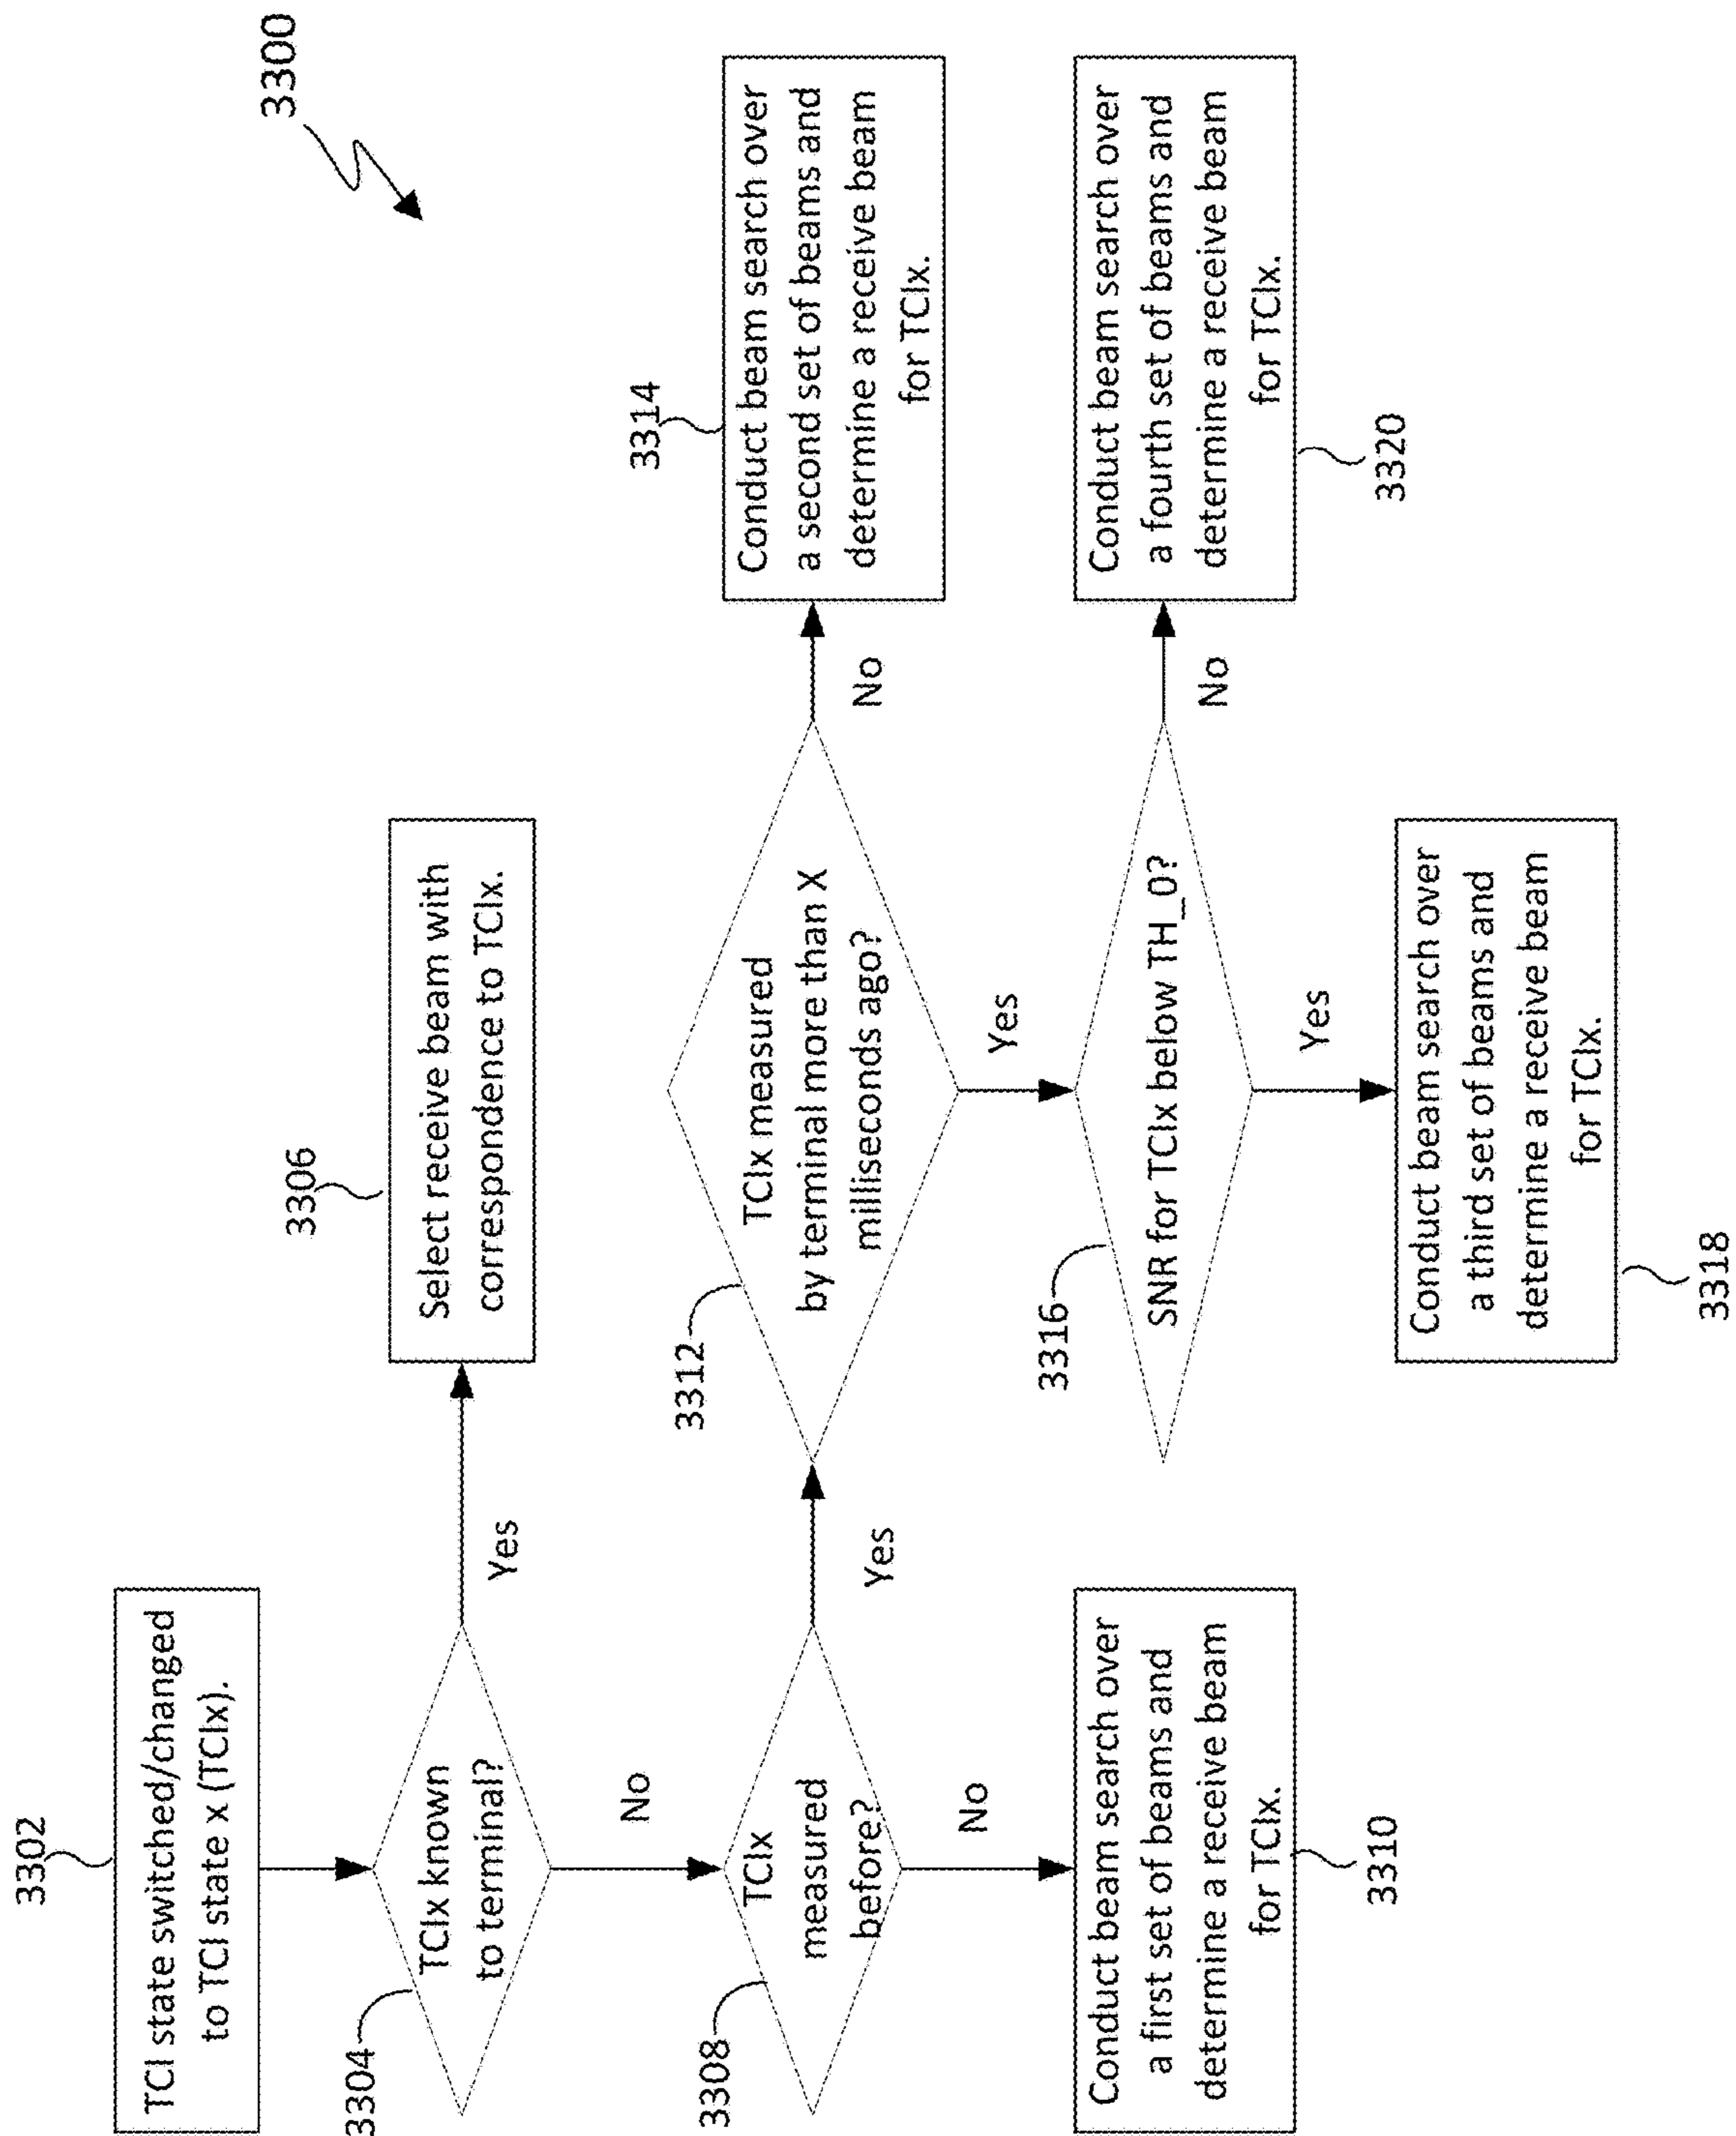 3300
3302
TCI state switched/changed
to TCI state x (TCIx).
3304
TCIx known
to terminal?
Yes
3306
Select receive beam with
correspondence to TCIx.
No
3308
TCIx
measured
before?
Yes
No
3310
Conduct beam search over
a first set of beams and
determine a receive beam
for TCIx.
3312
TCIx measured
by terminal more than X
milliseconds ago?
No
3314
Conduct beam search over
a second set of beams and
determine a receive beam
for TCIx.
Yes
3316
SNR for TCIx below TH_0?
No
3320
Conduct beam search over
a fourth set of beams and
determine a receive beam
for TCIx.
Yes
3318
Conduct beam search over
a third set of beams and
determine a receive beam
for TCIx.